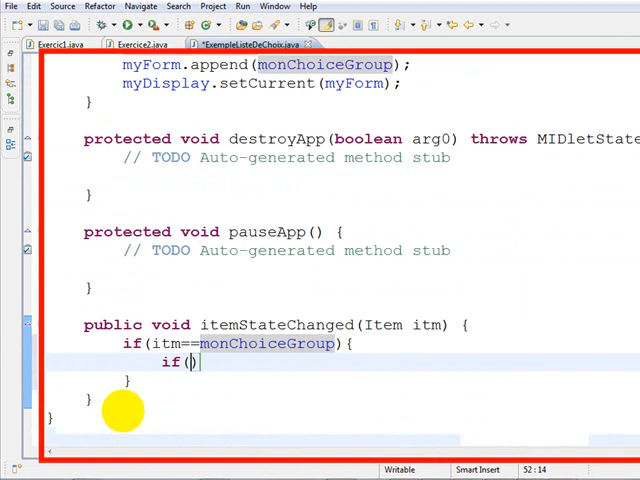 File Edit Source Refactor Navigate Search Project Run Window Help
Exercic1.java Exercice2.java *ExempleListeDeChoix.java
myForm.append(monChoiceGroup);
myDisplay.setCurrent(myForm);
}
protected void destroyApp(boolean arg0) throws MIDletState
// TODO Auto-generated method stub
}
protected void pauseApp() {
// TODO Auto-generated method stub
}
public void itemStateChanged(Item itm) {
if(itm==monChoiceGroup){
if()
}
}
}
Writable Smart Insert 52 : 14